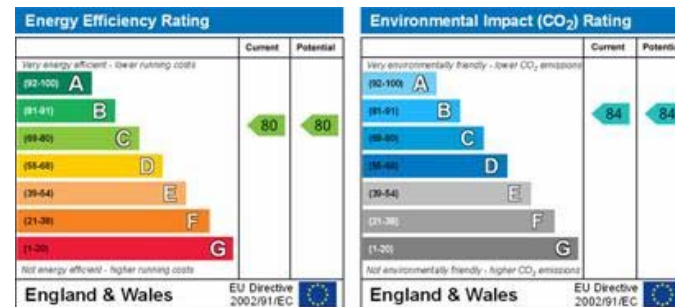 Energy Efficiency Rating
Current Potential
Very energy efficient - lower running costs
(92-100) A
(81-91) B
(69-80) C
(55-68) D
(39-54) E
(21-38) F
(1-20) G
80 80
Not energy efficient - higher running costs
England & Wales
EU Directive
2002/91/EC
Environmental Impact (CO2) Rating
Current Potentia
Very environmentally friendly - lower CO2 emissions
(92-100) A
(81-91) B
(69-80) C
(55-68) D
(39-54) E
(21-38) F
(1-20) G
84 84
Not environmentally friendly - higher CO2 emissions
England & Wales
EU Directive
2002/91/EC